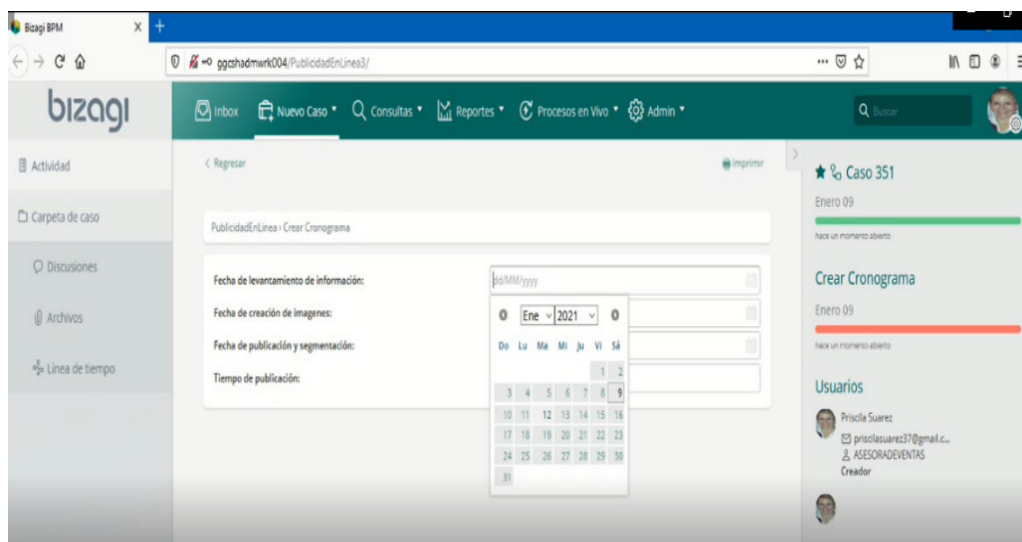 Bizagi BPM
ggcshadmwrk004/PublicidadEnLinea3/
bizagi
Inbox
Nuevo Caso
Consultas
Reportes
Procesos en Vivo
Admin
Buscar
Actividad
Carpeta de caso
Discusiones
Archivos
Línea de tiempo
Regresar
Imprimir
PublicidadEnLinea › Crear Cronograma
Fecha de levantamiento de información:
dd/MM/yyyy
Fecha de creación de imagenes:
Fecha de publicación y segmentación:
Tiempo de publicación:
Ene 2021
Do Lu Ma Mi Ju Vi Sá
1 2
3 4 5 6 7 8 9
10 11 12 13 14 15 16
17 18 19 20 21 22 23
24 25 26 27 28 29 30
31
Caso 351
Enero 09
hace un momento abierto
Crear Cronograma
Enero 09
hace un momento abierto
Usuarios
Priscila Suarez
priscilasuarez37@gmail.c...
ASESORADEVENTAS
Creador